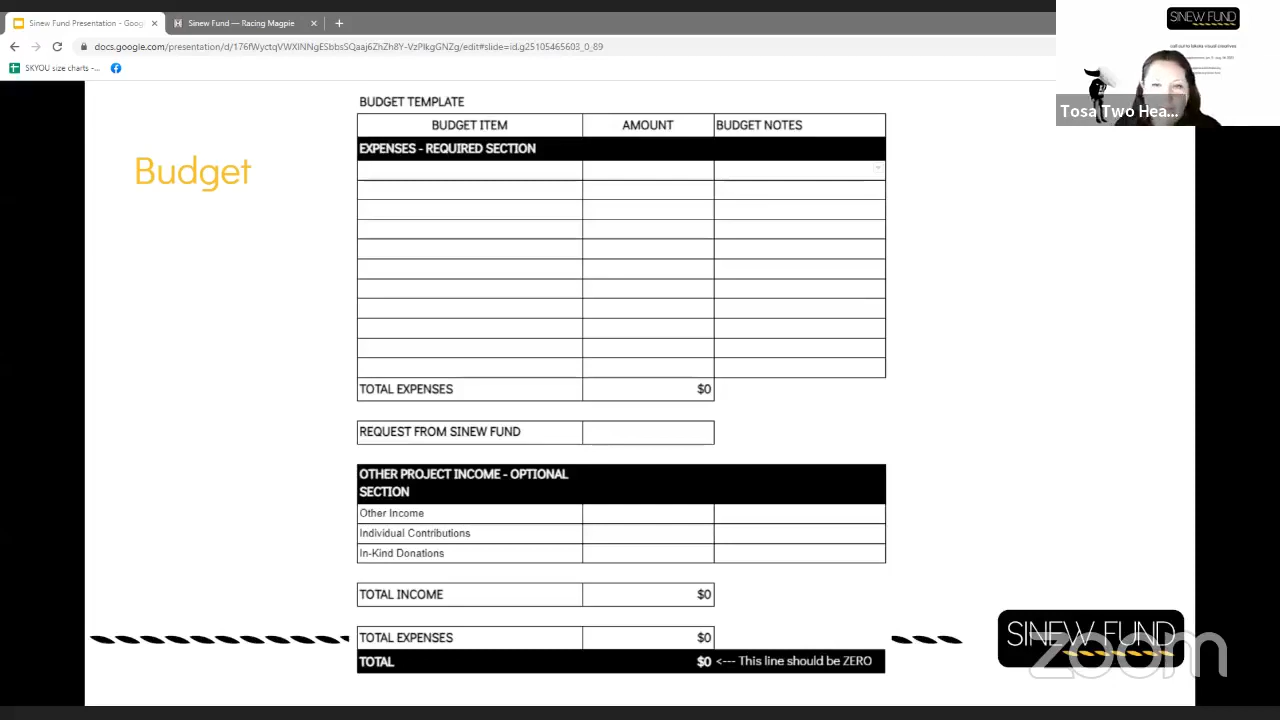 Sinew Fund Presentation - Goog
Sinew Fund — Racing Magpie
docs.google.com/presentation/d/176fWyctqVWXlNNgESbbsSQaaj6ZhZh8Y-VzPIkgGNZg/edit#slide=id.g25105465603_0_89
SKYOU size charts -...
SINEW FUND
Tosa Two Hea...
Budget
BUDGET TEMPLATE
BUDGET ITEM AMOUNT BUDGET NOTES
EXPENSES - REQUIRED SECTION
TOTAL EXPENSES $0
REQUEST FROM SINEW FUND
OTHER PROJECT INCOME - OPTIONAL
SECTION
Other Income
Individual Contributions
In-Kind Donations
TOTAL INCOME $0
TOTAL EXPENSES $0
TOTAL $0 <--- This line should be ZERO
SINEW FUND
zoom